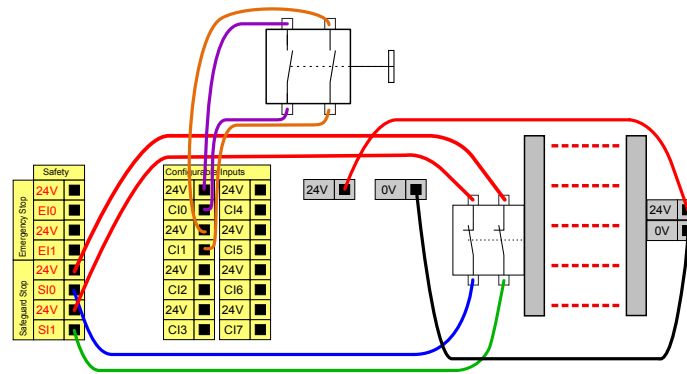 Safety
Emergency Stop
24V
EI0
24V
EI1
Safeguard Stop
24V
SI0
24V
SI1
Configurable Inputs
24V 24V
CI0 CI4
24V 24V
CI1 CI5
24V 24V
CI2 CI6
24V 24V
CI3 CI7
24V
0V
24V
0V